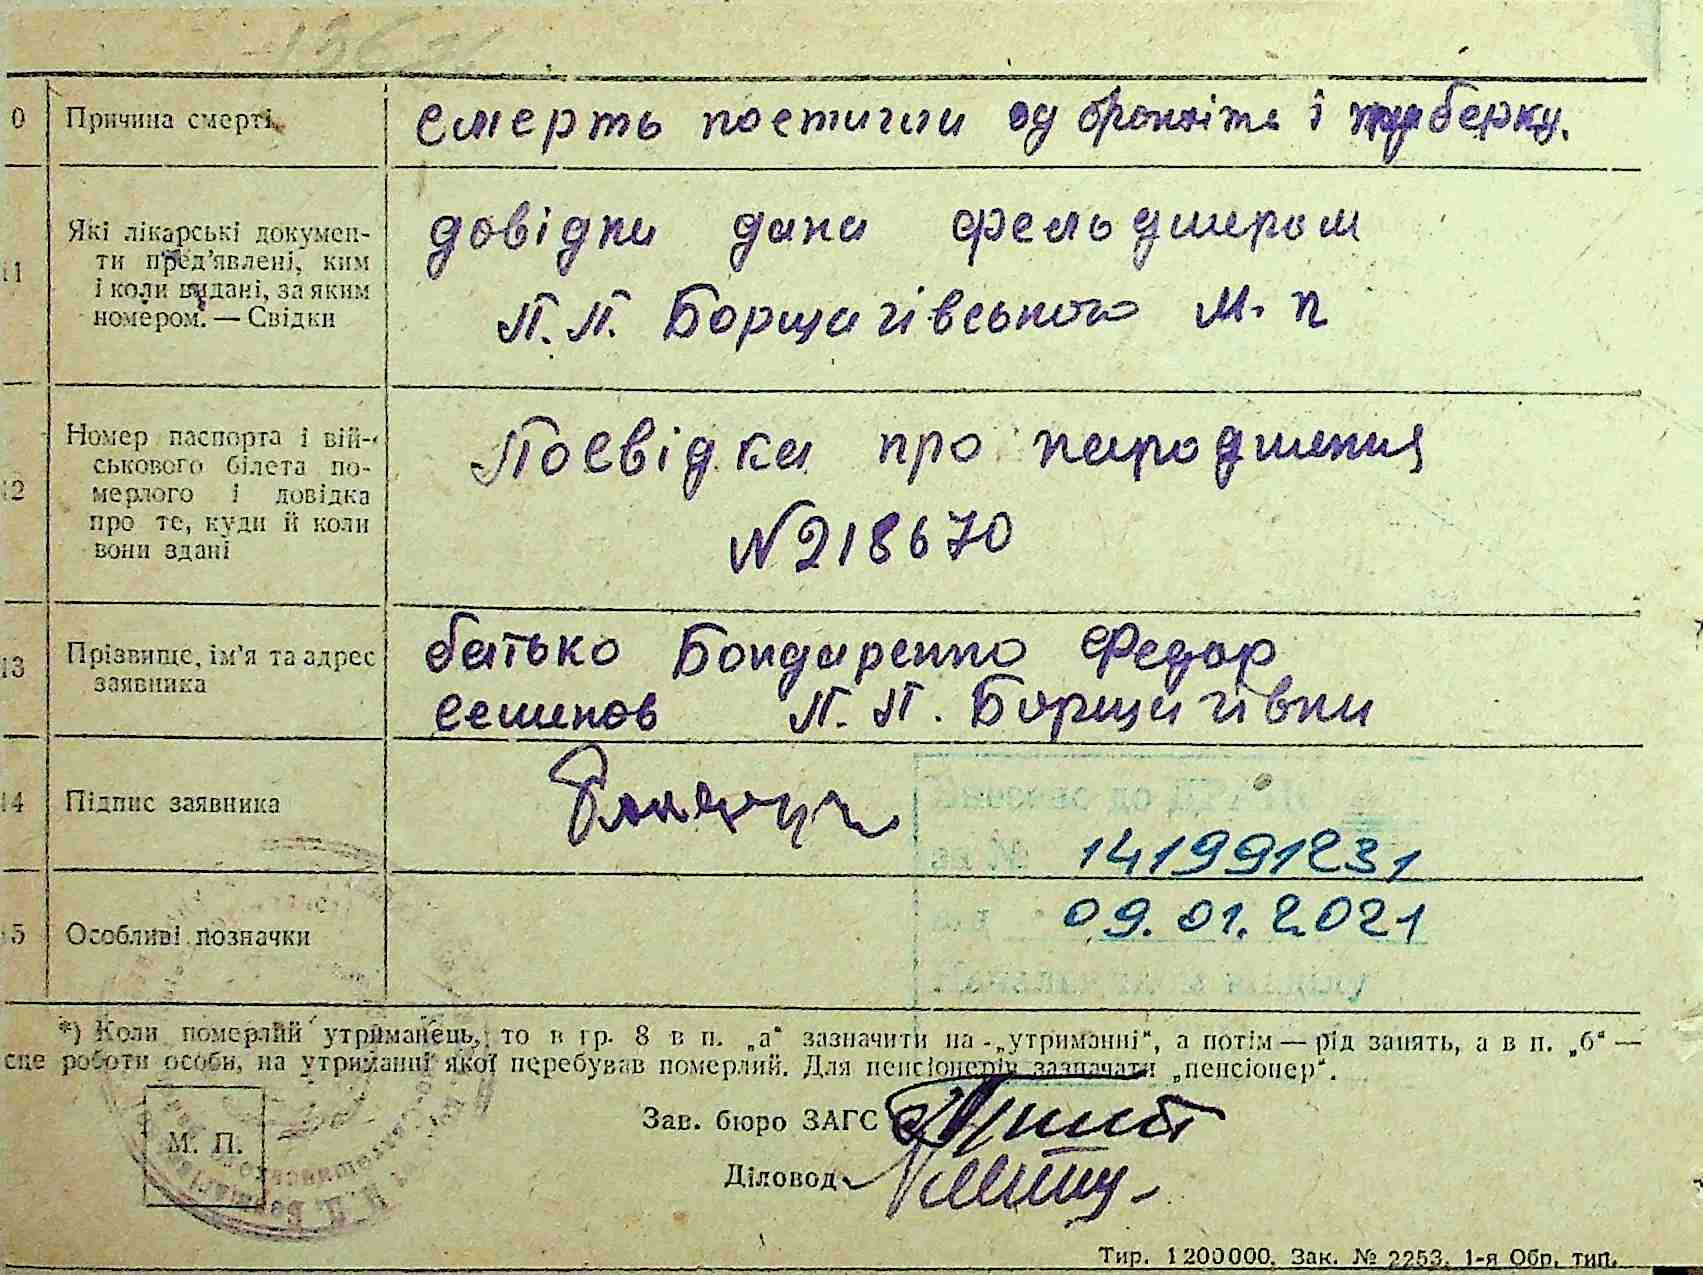 0 Причина смерті
смерть постигла од бронхіта і туберку.
11 Які лікарські докумен-
ти пред'явлені, ким
і коли видані, за яким
номером. — Свідки
довідка дана фельдшером
П.П. Борщагівського м. п
12 Номер паспорта і вій-
ськового білета по-
мерлого і довідка
про те, куди й коли
вони здані
Посвідка про народження
№218670
13 Прізвище, ім'я та адрес
заявника
батько Бондаренко Федор
П.П. Борщагівка
14 Підпис заявника
141991231
15 Особливі позначки
09.01.2021
*) Коли померлий утриманець, то в гр. 8 в п. „а“ зазначити на „утриманні“, а потім — рід занять, а в п. „б“ —
сце роботи особи, на утриманні якої перебував померлий. Для пенсіонерів зазначати „пенсіонер“.
М. П.
Зав. бюро ЗАГС
Діловод
Тир. 1200000. Зак. № 2253. 1-я Обр. тип.